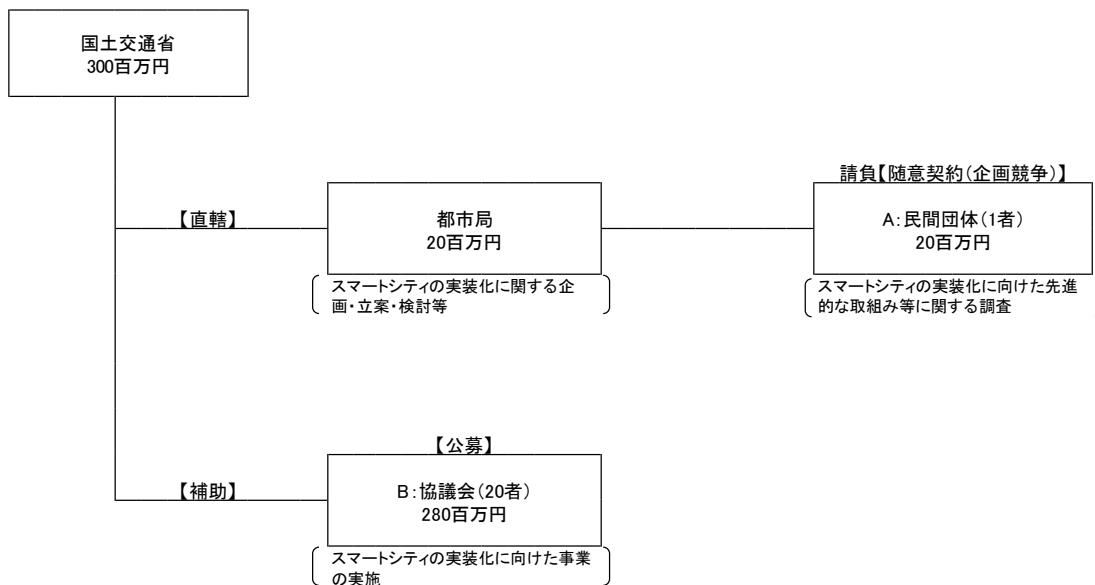 国土交通省
300百万円
請負【随意契約(企画競争)】
【直轄】
都市局
20百万円
A:民間団体(1者)
20百万円
スマートシティの実装化に関する企
画・立案・検討等
スマートシティの実装化に向けた先進
的な取組み等に関する調査
【公募】
【補助】
B:協議会(20者)
280百万円
スマートシティの実装化に向けた事業
の実施